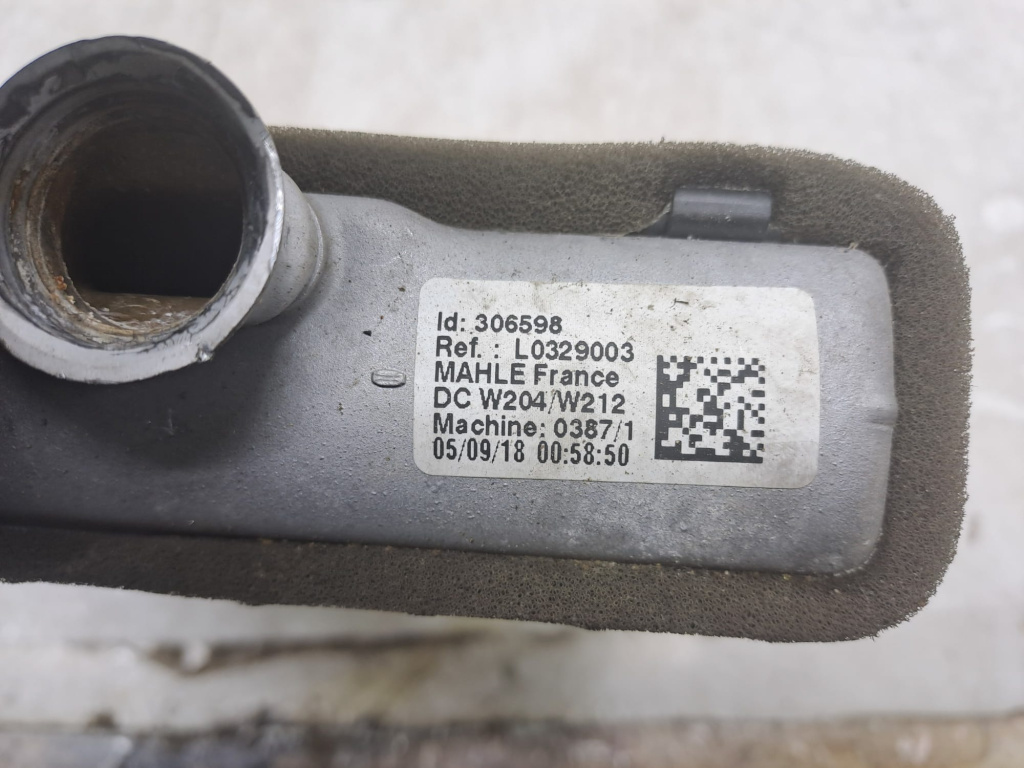 Id: 306598
Ref. : L0329003
MAHLE France
DC W204/W212
Machine: 0387/1
05/09/18 00:58:50